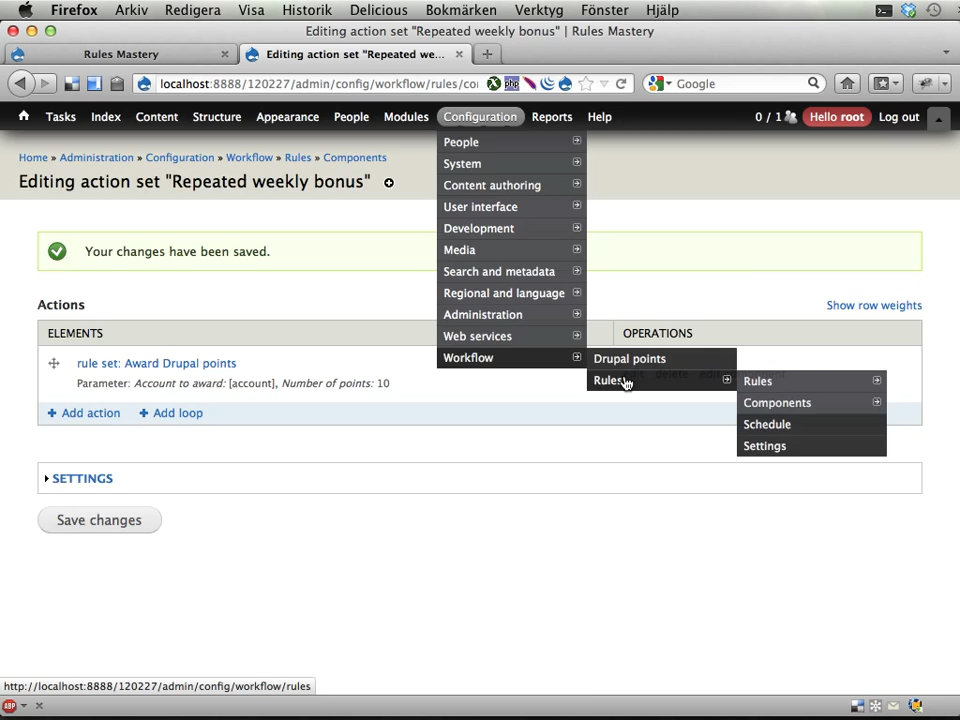 Firefox Arkiv Redigera Visa Historik Delicious Bokmärken Verktyg Fönster Hjälp
Editing action set "Repeated weekly bonus" | Rules Mastery
Rules Mastery
Editing action set "Repeated we...
localhost:8888/120227/admin/config/workflow/rules/co
Google
Tasks Index Content Structure Appearance People Modules Configuration Reports Help
0 / 1 Hello root Log out
Home » Administration » Configuration » Workflow » Rules » Components
Editing action set "Repeated weekly bonus"
People
System
Content authoring
User interface
Development
Media
Search and metadata
Regional and language
Administration
Web services
Workflow
Drupal points
Rules
Rules
Components
Schedule
Settings
Your changes have been saved.
Actions
Show row weights
ELEMENTS
OPERATIONS
rule set: Award Drupal points
Parameter: Account to award: [account], Number of points: 10
delete
Add action
Add loop
SETTINGS
Save changes
http://localhost:8888/120227/admin/config/workflow/rules
ABP